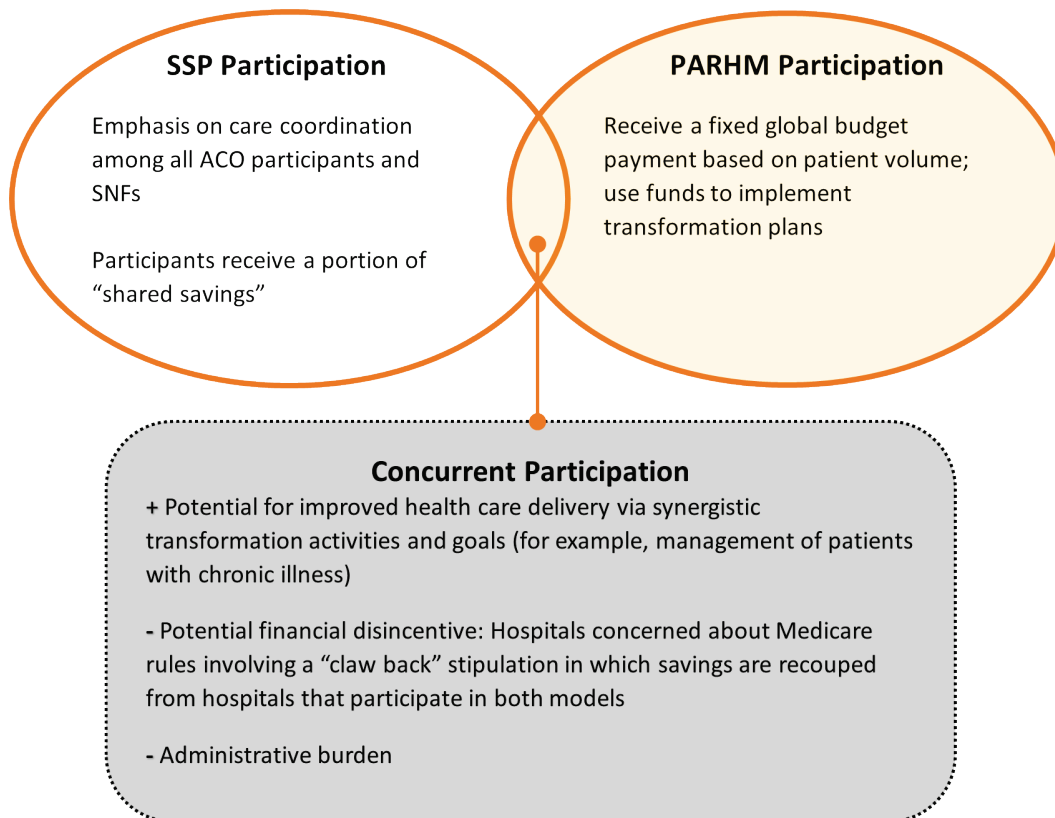 SSP Participation
Emphasis on care coordination
among all ACO participants and
SNFs
Participants receive a portion of
“shared savings”
PARHM Participation
Receive a fixed global budget
payment based on patient volume;
use funds to implement
transformation plans
Concurrent Participation
+ Potential for improved health care delivery via synergistic
transformation activities and goals (for example, management of patients
with chronic illness)
- Potential financial disincentive: Hospitals concerned about Medicare
rules involving a “claw back” stipulation in which savings are recouped
from hospitals that participate in both models
- Administrative burden